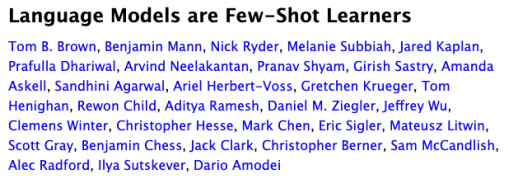 Language Models are Few-Shot Learners
Tom B. Brown, Benjamin Mann, Nick Ryder, Melanie Subbiah, Jared Kaplan,
Prafulla Dhariwal, Arvind Neelakantan, Pranav Shyam, Girish Sastry, Amanda
Askell, Sandhini Agarwal, Ariel Herbert-Voss, Gretchen Krueger, Tom
Henighan, Rewon Child, Aditya Ramesh, Daniel M. Ziegler, Jeffrey Wu,
Clemens Winter, Christopher Hesse, Mark Chen, Eric Sigler, Mateusz Litwin,
Scott Gray, Benjamin Chess, Jack Clark, Christopher Berner, Sam McCandlish,
Alec Radford, Ilya Sutskever, Dario Amodei